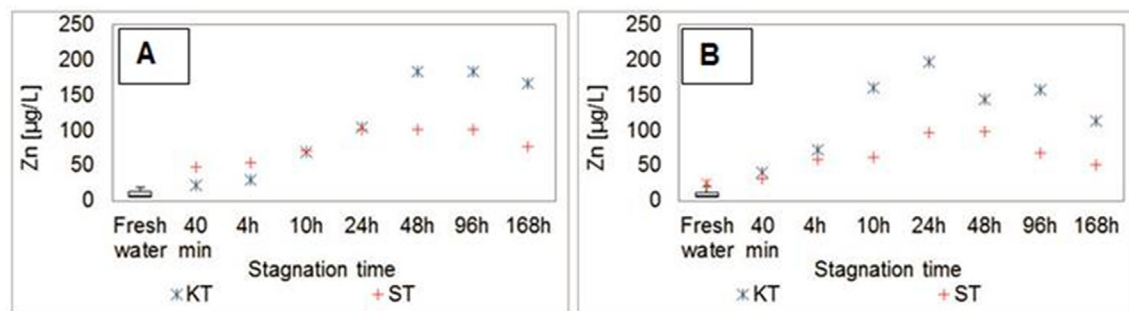 A
Zn [µg/L]
250
200
150
100
50
0
Fresh water 40 min 4h 10h 24h 48h 96h 168h
Stagnation time
KT ST
B
Zn [µg/L]
250
200
150
100
50
0
Fresh water 40 min 4h 10h 24h 48h 96h 168h
Stagnation time
KT ST